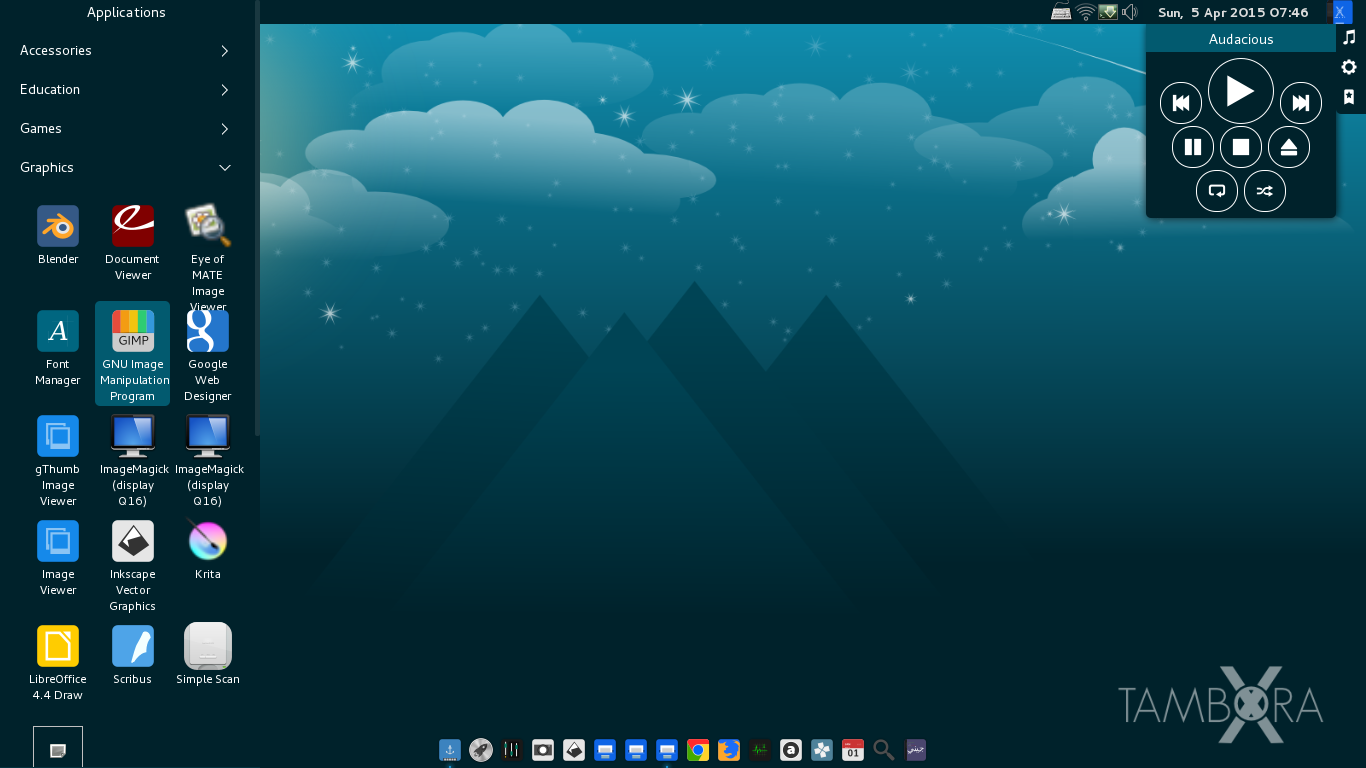 Applications
Sun, 5 Apr 2015 07:46
X
Accessories
Education
Games
Graphics
Audacious
Blender
Document
Viewer
Eye of
MATE
Image
Viewer
Font
Manager
GIMP
GNU Image
Manipulation
Program
Google
Web
Designer
gThumb
Image
Viewer
ImageMagick
(display
Q16)
ImageMagick
(display
Q16)
Image
Viewer
Inkscape
Vector
Graphics
Krita
LibreOffice
4.4 Draw
Scribus
Simple Scan
TAMBORA
X
01
a
جيني